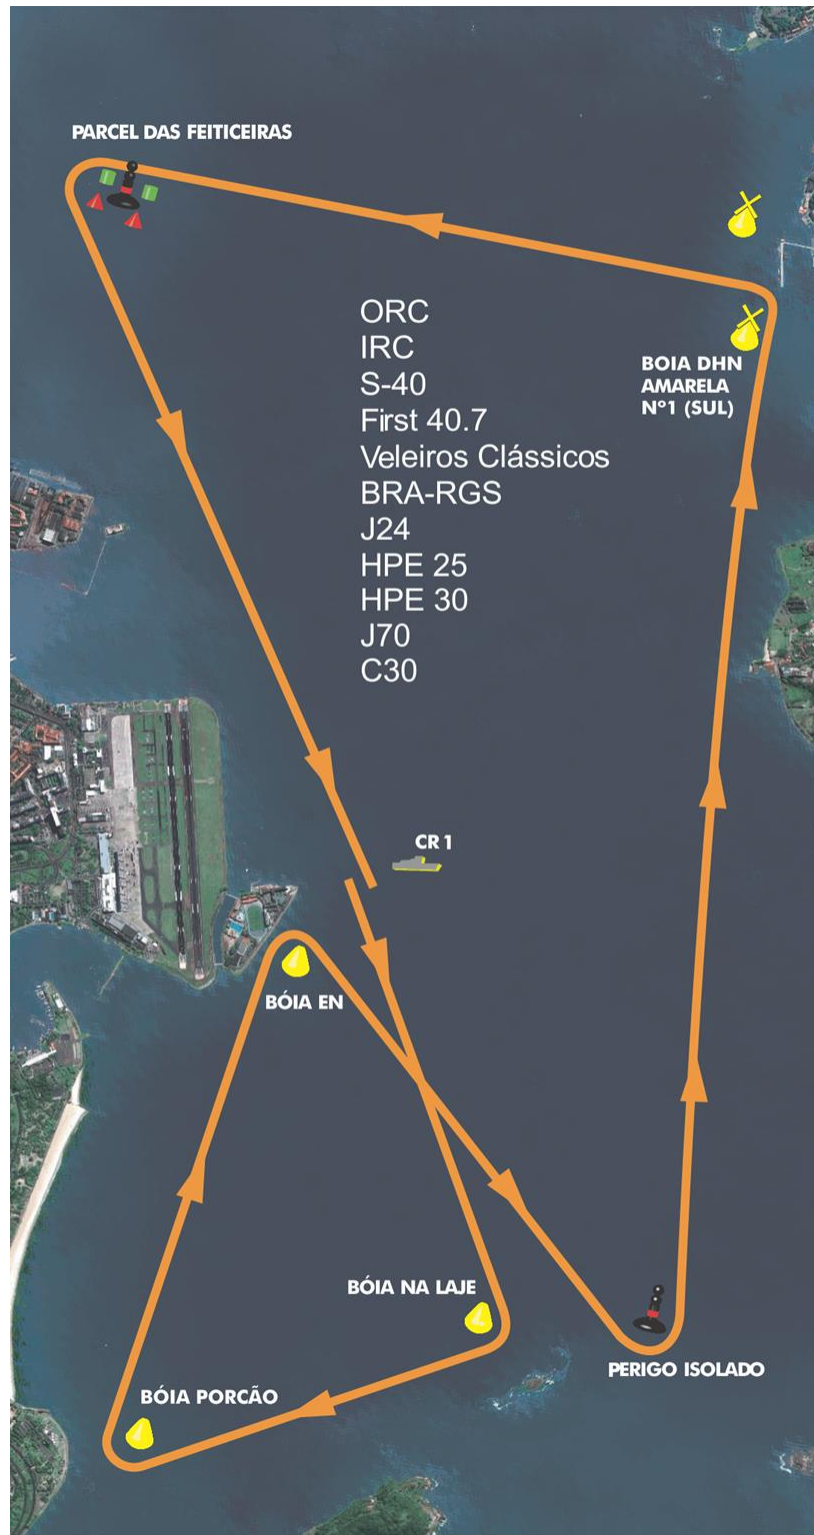 PARCEL DAS FEITICEIRAS
ORC
IRC
S-40
First 40.7
Veleiros Clássicos
BRA-RGS
J24
HPE 25
HPE 30
J70
C30
BOIA DHN
AMARELA
Nº1 (SUL)
CR 1
BÓIA EN
BÓIA NA LAJE
PERIGO ISOLADO
BÓIA PORCÃO